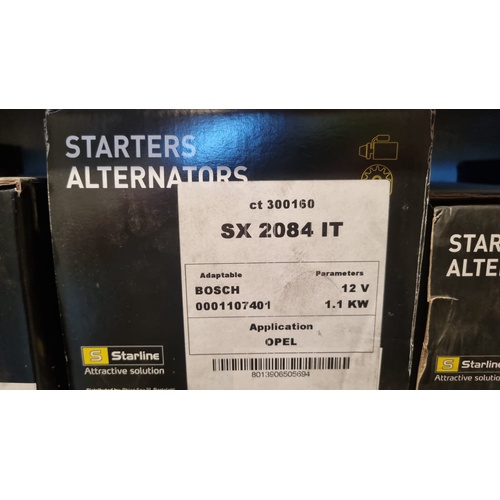 STARTERS
ALTERNATORS
ct 300160
SX 2084 IT
Adaptable Parameters
BOSCH 12 V
0001107401 1.1 KW
Application
OPEL
8013906505694
S Starline
Attractive solution
STAR
ALTE
S Starline
Attractive solution